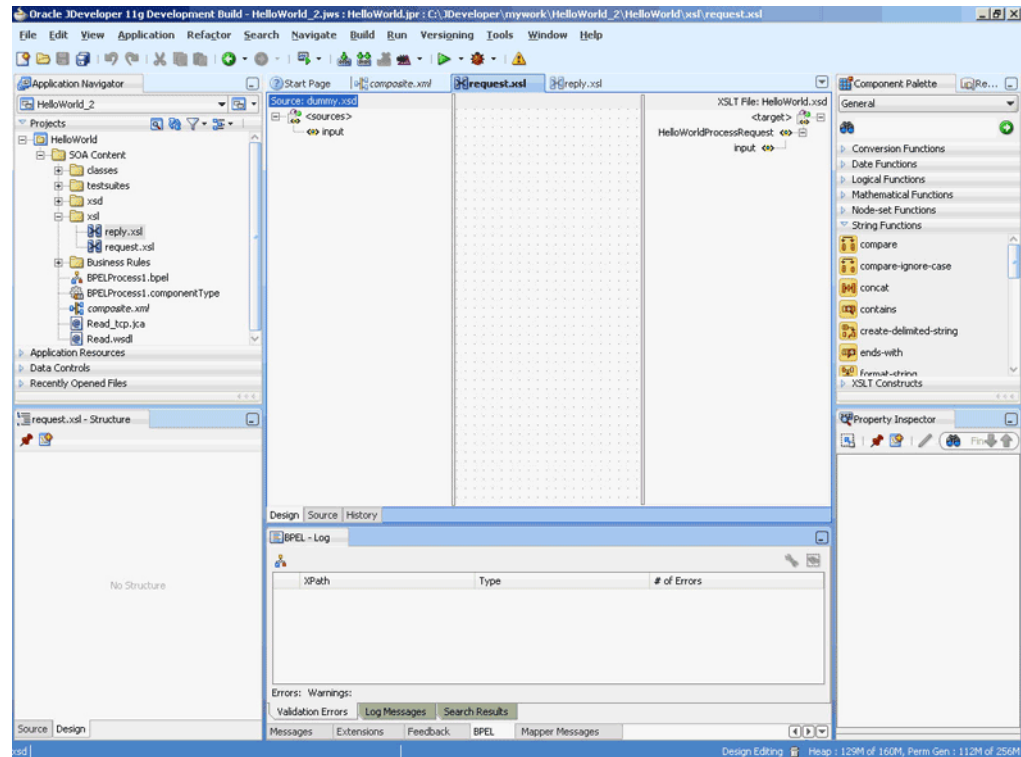 Oracle JDeveloper 11g Development Build - HelloWorld_2.jws : HelloWorld.jpr : C:\JDeveloper\mywork\HelloWorld_2\HelloWorld\xsl\request.xsl
File Edit View Application Refactor Search Navigate Build Run Versioning Tools Window Help
Application Navigator
HelloWorld_2
Projects
HelloWorld
SOA Content
classes
testsuites
xsd
xsl
reply.xsl
request.xsl
Business Rules
BPELProcess1.bpel
BPELProcess1.componentType
composite.xml
Read_tcp.jca
Read.wsdl
Application Resources
Data Controls
Recently Opened Files
request.xsl - Structure
No Structure
Source Design
Start Page composite.xml request.xsl reply.xsl
Source: dummy.xsd
<sources>
input
XSLT File: HelloWorld.xsd
<target>
HelloWorldProcessRequest
input
Design Source History
BPEL - Log
XPath Type # of Errors
Errors: Warnings:
Validation Errors Log Messages Search Results
Messages Extensions Feedback BPEL Mapper Messages
Component Palette Re...
General
Conversion Functions
Date Functions
Logical Functions
Mathematical Functions
Node-set Functions
String Functions
compare
compare-ignore-case
concat
contains
create-delimited-string
ends-with
format-string
XSLT Constructs
Property Inspector
Find
xsd
Design Editing Heap : 129M of 160M, Perm Gen : 112M of 256M